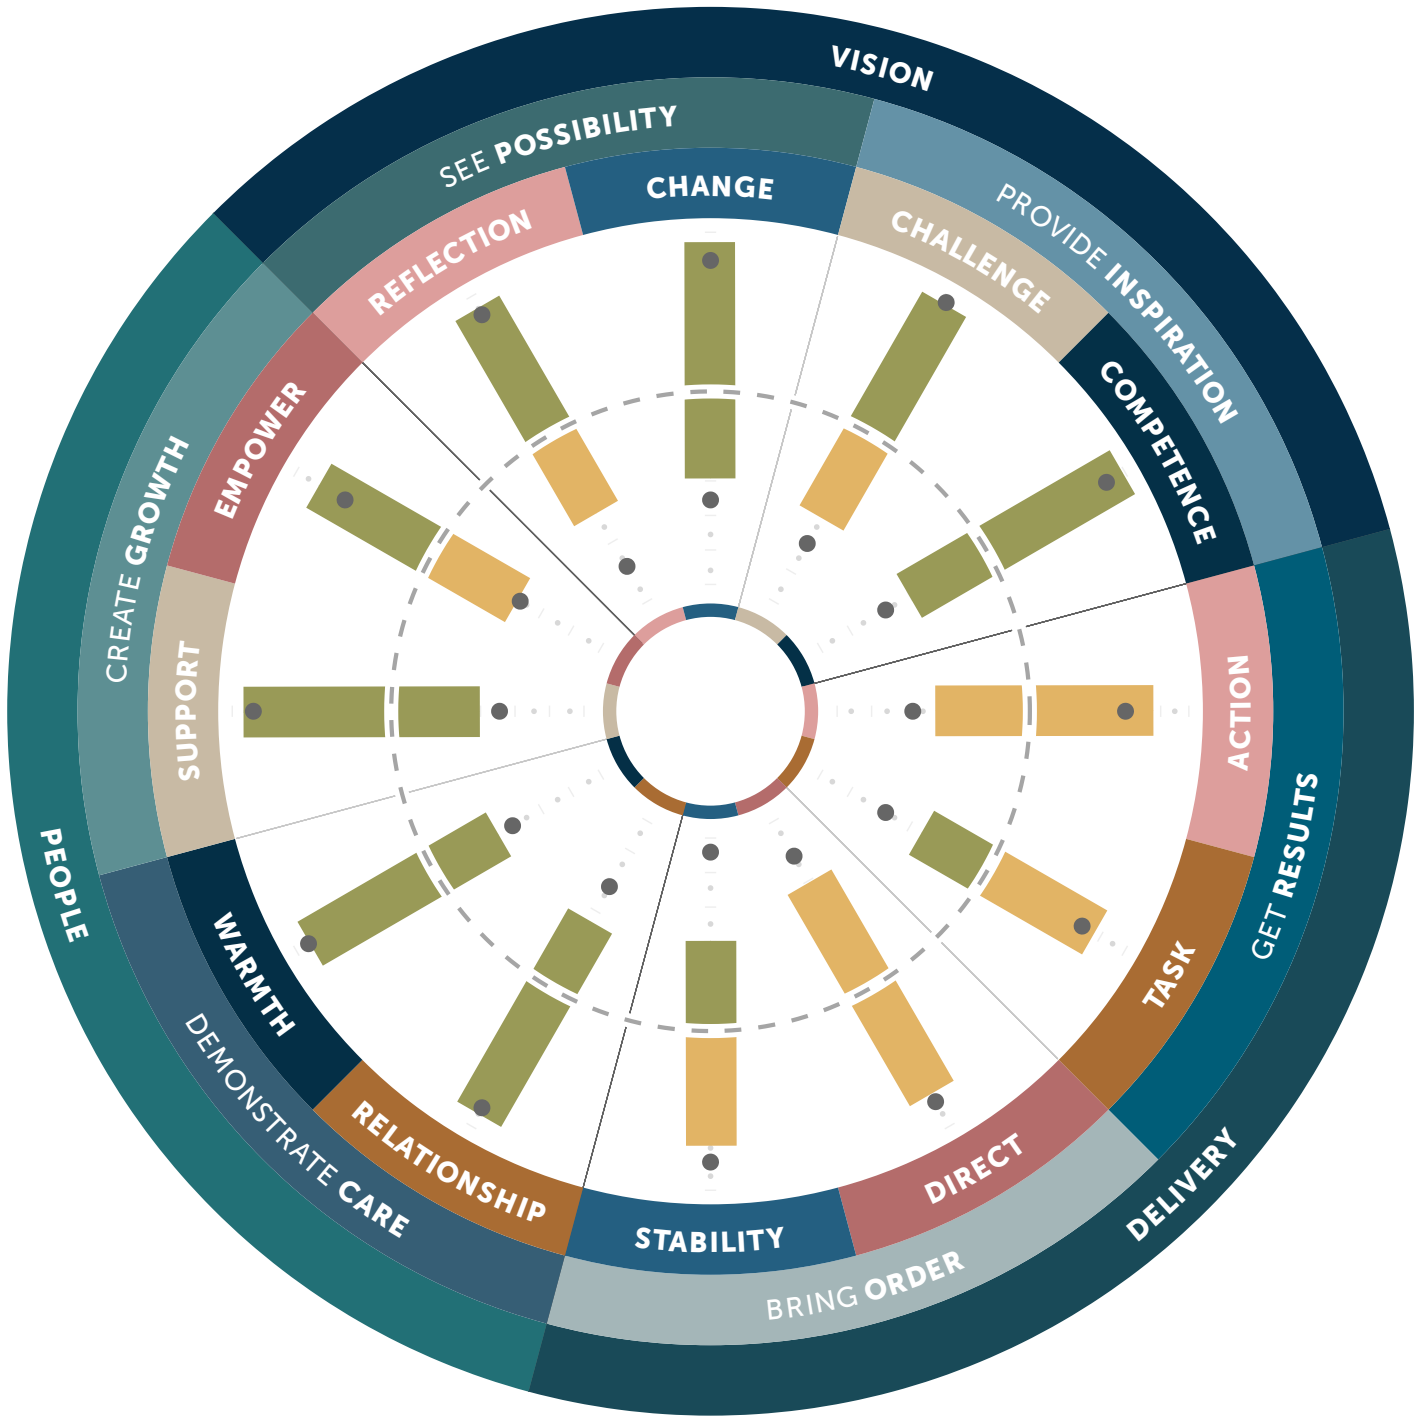 VISION
SEE POSSIBILITY
PROVIDE INSPIRATION
REFLECTION
CHANGE
CHALLENGE
COMPETENCE
EMPOWER
CREATE GROWTH
SUPPORT
ACTION
GET RESULTS
TASK
PEOPLE
WARMTH
DEMONSTRATE CARE
RELATIONSHIP
STABILITY
DIRECT
BRING ORDER
DELIVERY